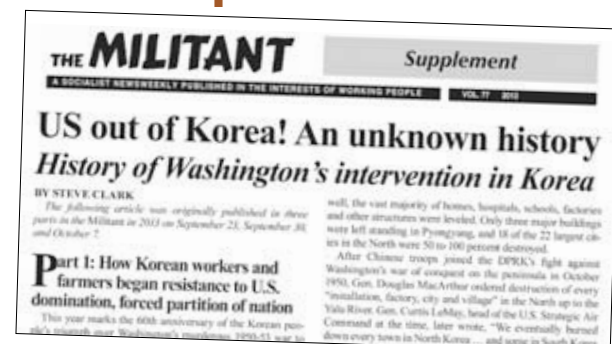 THE MILITANT
Supplement
A SOCIALIST NEWSWEEKLY PUBLISHED IN THE INTERESTS OF WORKING PEOPLE
VOL. 77 2013
US out of Korea! An unknown history
History of Washington's intervention in Korea
BY STEVE CLARK
The following article was originally published in three
parts in the Militant in 2013 on September 23, September 30,
and October 7.
Part 1: How Korean workers and
farmers began resistance to U.S.
domination, forced partition of nation
This year marks the 60th anniversary of the Korean peo-
ple's triumph over Washington's murderous 1950-53 war to
well, the vast majority of homes, hospitals, schools, factories
and other structures were leveled. Only three major buildings
were left standing in Pyongyang, and 18 of the 22 largest cit-
ies in the North were 50 to 100 percent destroyed.
After Chinese troops joined the DPRK's fight against
Washington's war of conquest on the peninsula in October
1950, Gen. Douglas MacArthur ordered destruction of every
"installation, factory, city and village" in the North up to the
Yalu River. Gen. Curtis LeMay, head of the U.S. Strategic Air
Command at the time, later wrote, "We eventually burned
down every town in North Korea ... and some in South Korea